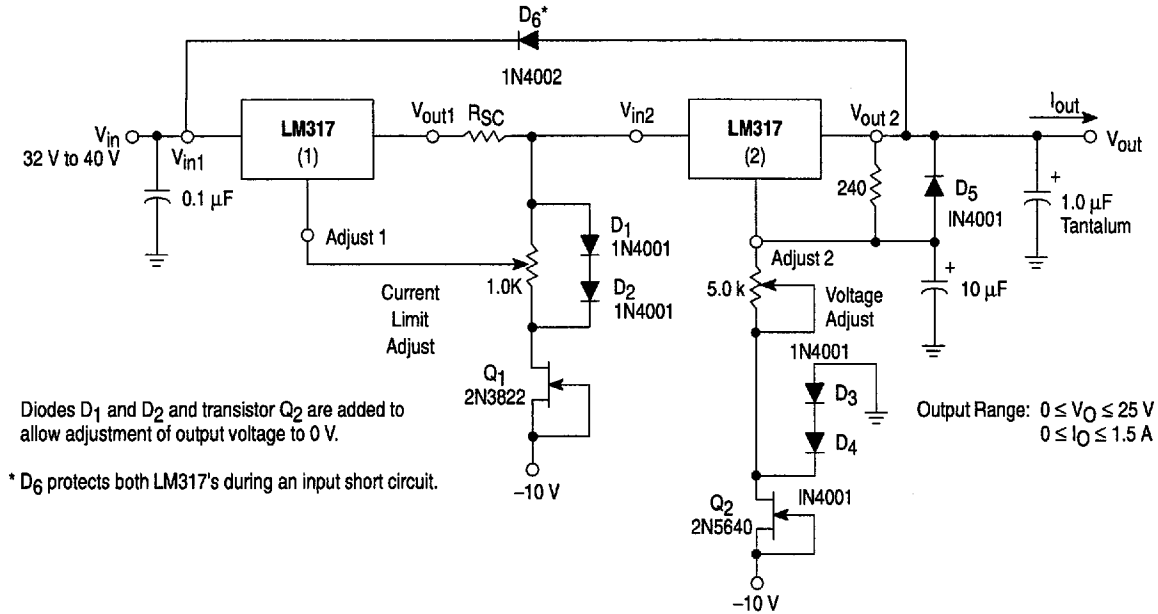 D6*
1N4002
Vin
32 V to 40 V
Vin1
0.1 µF
LM317
(1)
Vout1
RSC
Vin2
LM317
(2)
Vout 2
Iout
Vout
240
D5
IN4001
+
1.0 µF
Tantalum
Adjust 1
Current
Limit
Adjust
1.0K
D1
1N4001
D2
1N4001
Adjust 2
5.0 k
Voltage
Adjust
+
10 µF
Q1
2N3822
–10 V
1N4001
D3
D4
IN4001
Q2
2N5640
–10 V
Output Range: 0 ≤ VO ≤ 25 V
0 ≤ IO ≤ 1.5 A
Diodes D1 and D2 and transistor Q2 are added to
allow adjustment of output voltage to 0 V.
* D6 protects both LM317's during an input short circuit.